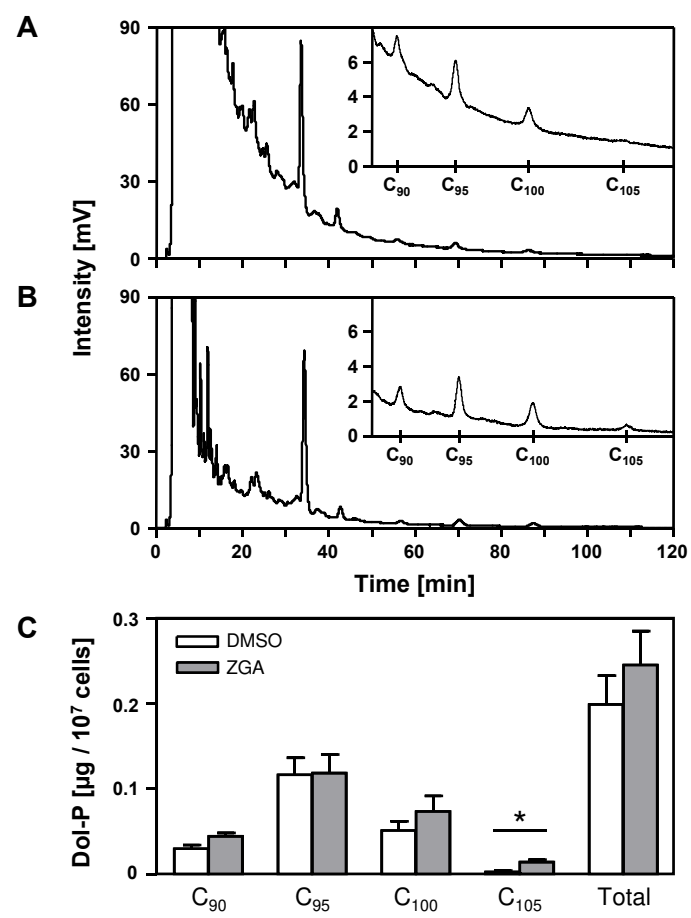 A
90
60
30
0
6
4
2
0
C90 C95 C100 C105
Intensity [mV]
B
90
60
30
0
6
4
2
0
C90 C95 C100 C105
0 20 40 60 80 100 120
Time [min]
C
0.3
0.2
0.1
0
Dol-P [µg / 10⁷ cells]
DMSO
ZGA
*
C90 C95 C100 C105 Total